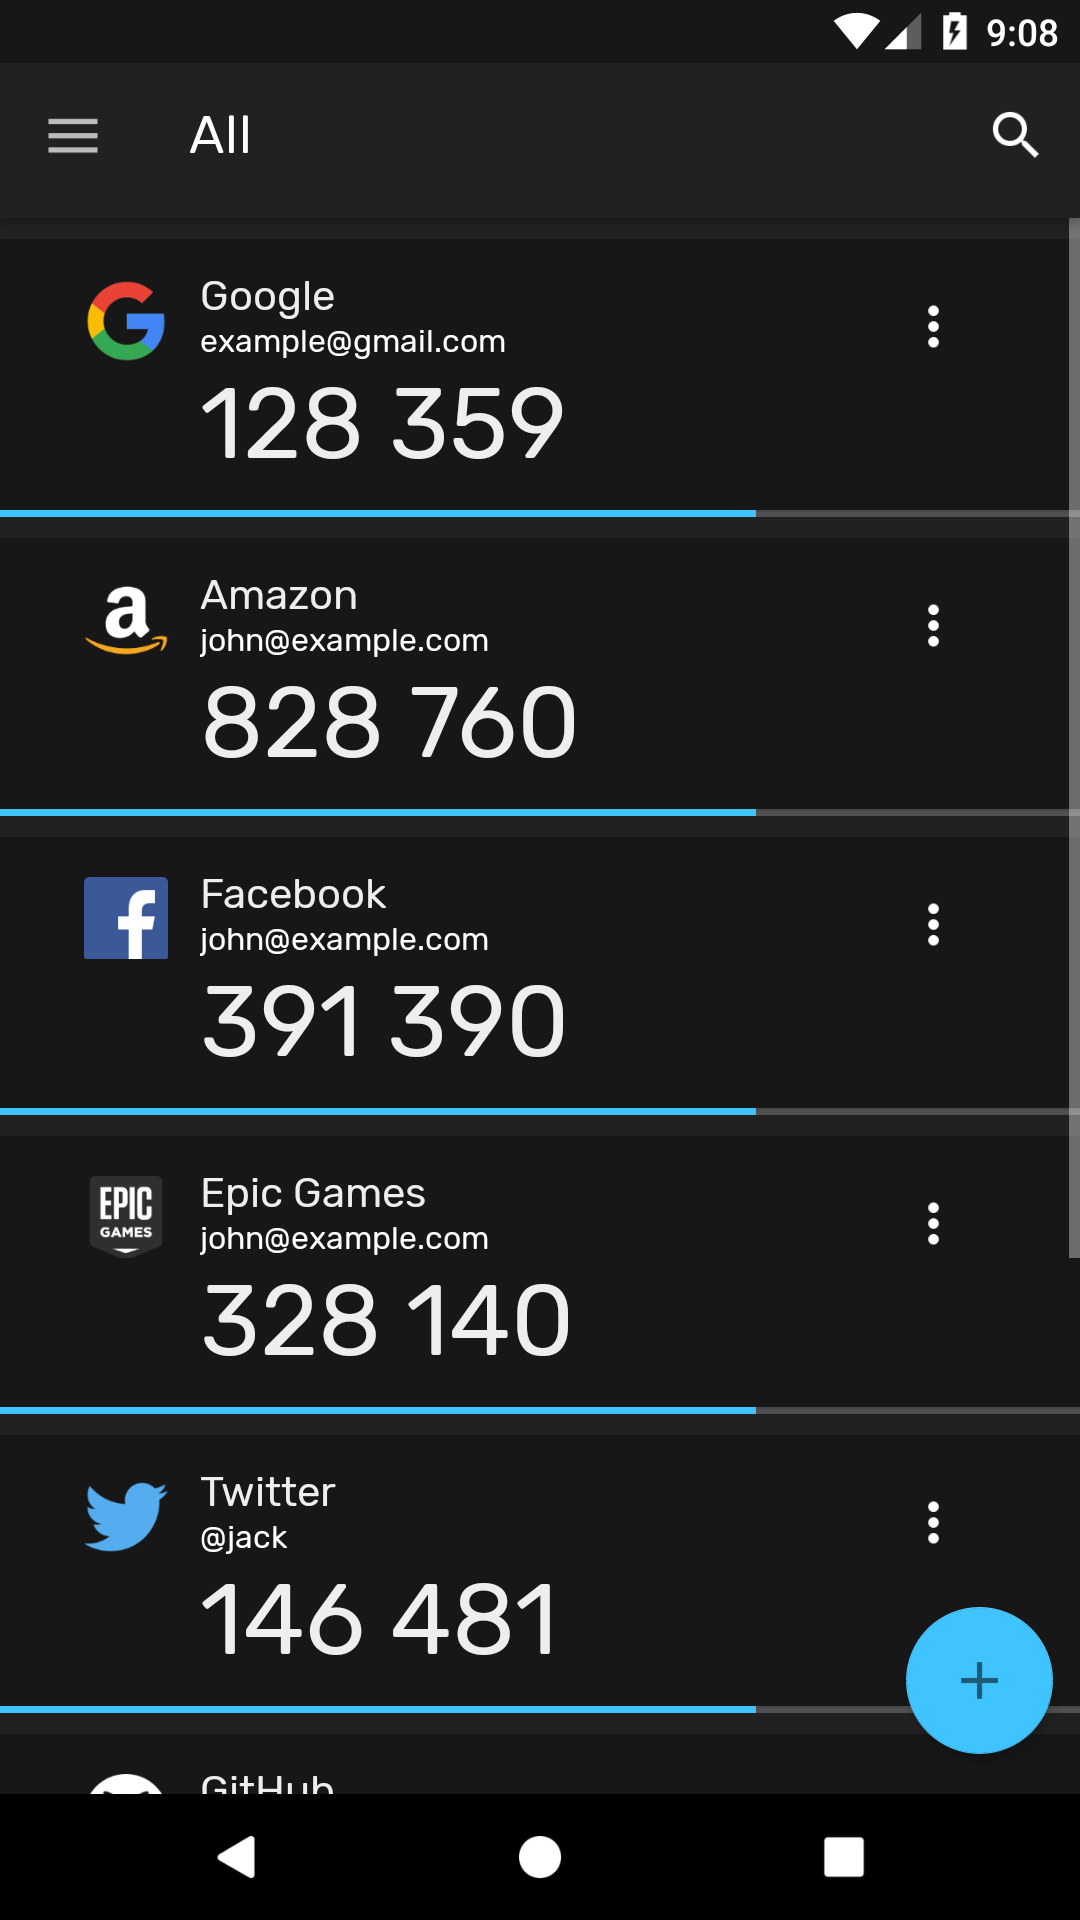 9:08
All
Google
example@gmail.com
128 359
Amazon
john@example.com
828 760
Facebook
john@example.com
391 390
EPIC
GAMES
Epic Games
john@example.com
328 140
Twitter
@jack
146 481
GitHub